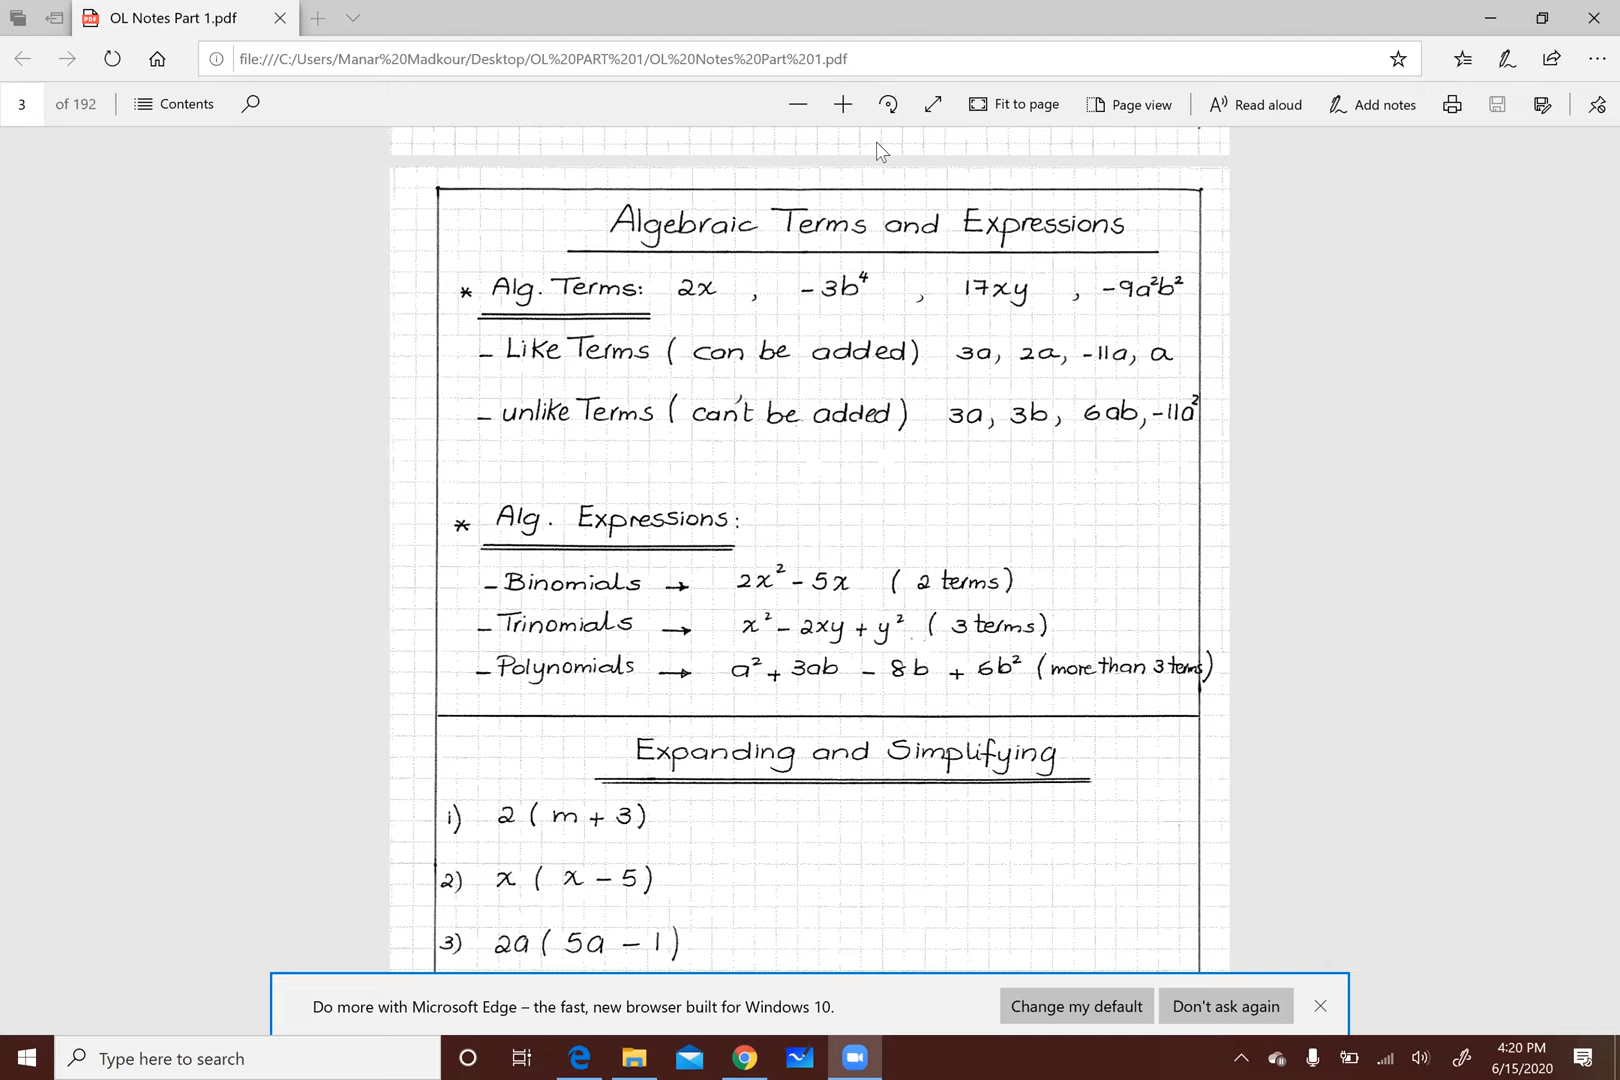 OL Notes Part 1.pdf
file:///C:/Users/Manar%20Madkour/Desktop/OL%20PART%201/OL%20Notes%20Part%201.pdf
3 of 192 Contents Fit to page Page view Read aloud Add notes
Algebraic Terms and Expressions
* Alg. Terms: 2x , -3b⁴ , 17xy , -9a²b²
- Like Terms ( can be added) 3a, 2a, -11a, a
- unlike Terms ( can't be added) 3a, 3b, 6ab, -11a²
* Alg. Expressions:
- Binomials → 2x² - 5x ( 2 terms)
- Trinomials → x² - 2xy + y² ( 3 terms)
- Polynomials → a² + 3ab - 8b + 6b² (more than 3 terms)
Expanding and Simplifying
1) 2 ( m + 3)
2) x ( x - 5)
3) 2a ( 5a - 1)
Do more with Microsoft Edge – the fast, new browser built for Windows 10. Change my default Don't ask again
Type here to search
4:20 PM
6/15/2020